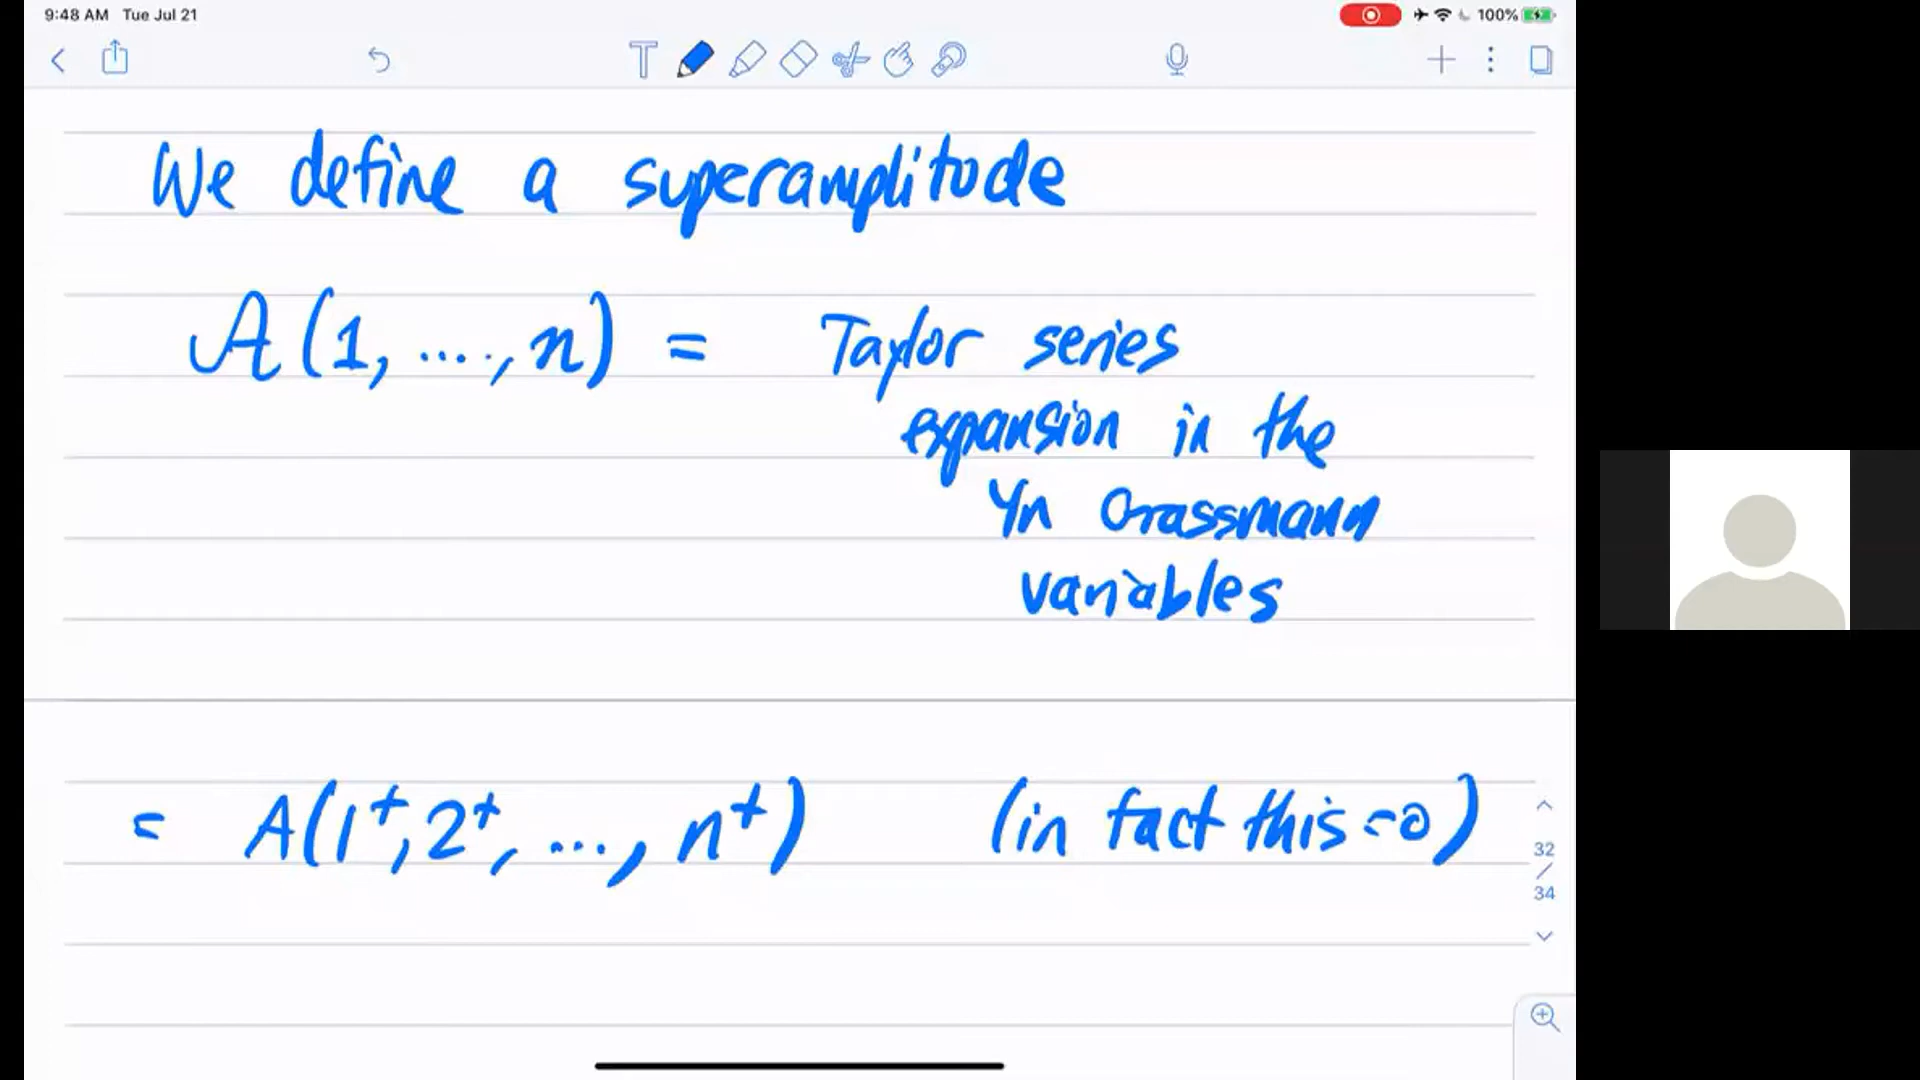 9:48 AM Tue Jul 21
100%
T
We define a superamplitude
𝒜(1, ...., n) = Taylor series
expansion in the
4n Grassmann
variables
= A(1⁺, 2⁺, ..., n⁺) (in fact this = 0)
32
/
34